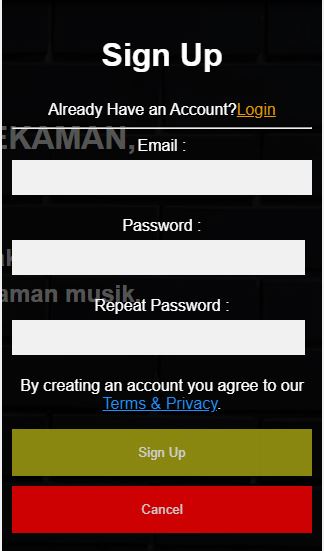 Sign Up
Already Have an Account?Login
EKAMAN,
Email :
Password :
aman musik.
Repeat Password :
By creating an account you agree to our
Terms & Privacy.
Sign Up
Cancel